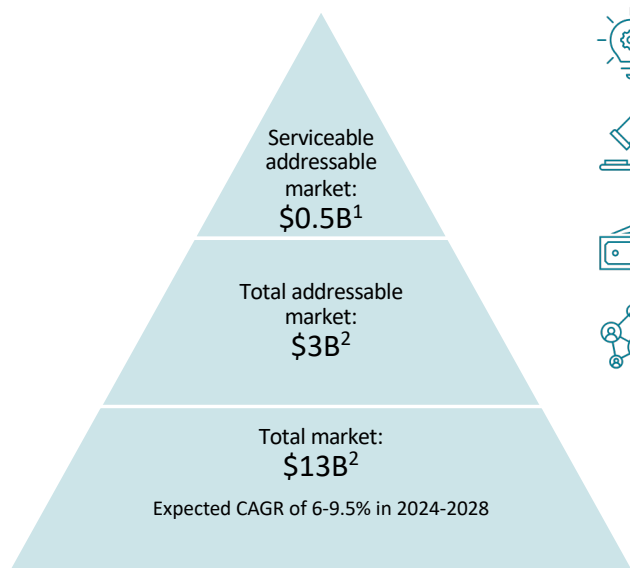 Serviceable
addressable
market:
$0.5B¹
Total addressable
market:
$3B²
Total market:
$13B²
Expected CAGR of 6-9.5% in 2024-2028